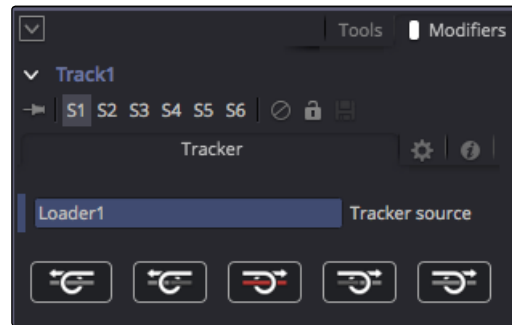 Tools Modifiers
Track1
S1 S2 S3 S4 S5 S6
Tracker
Loader1 Tracker source